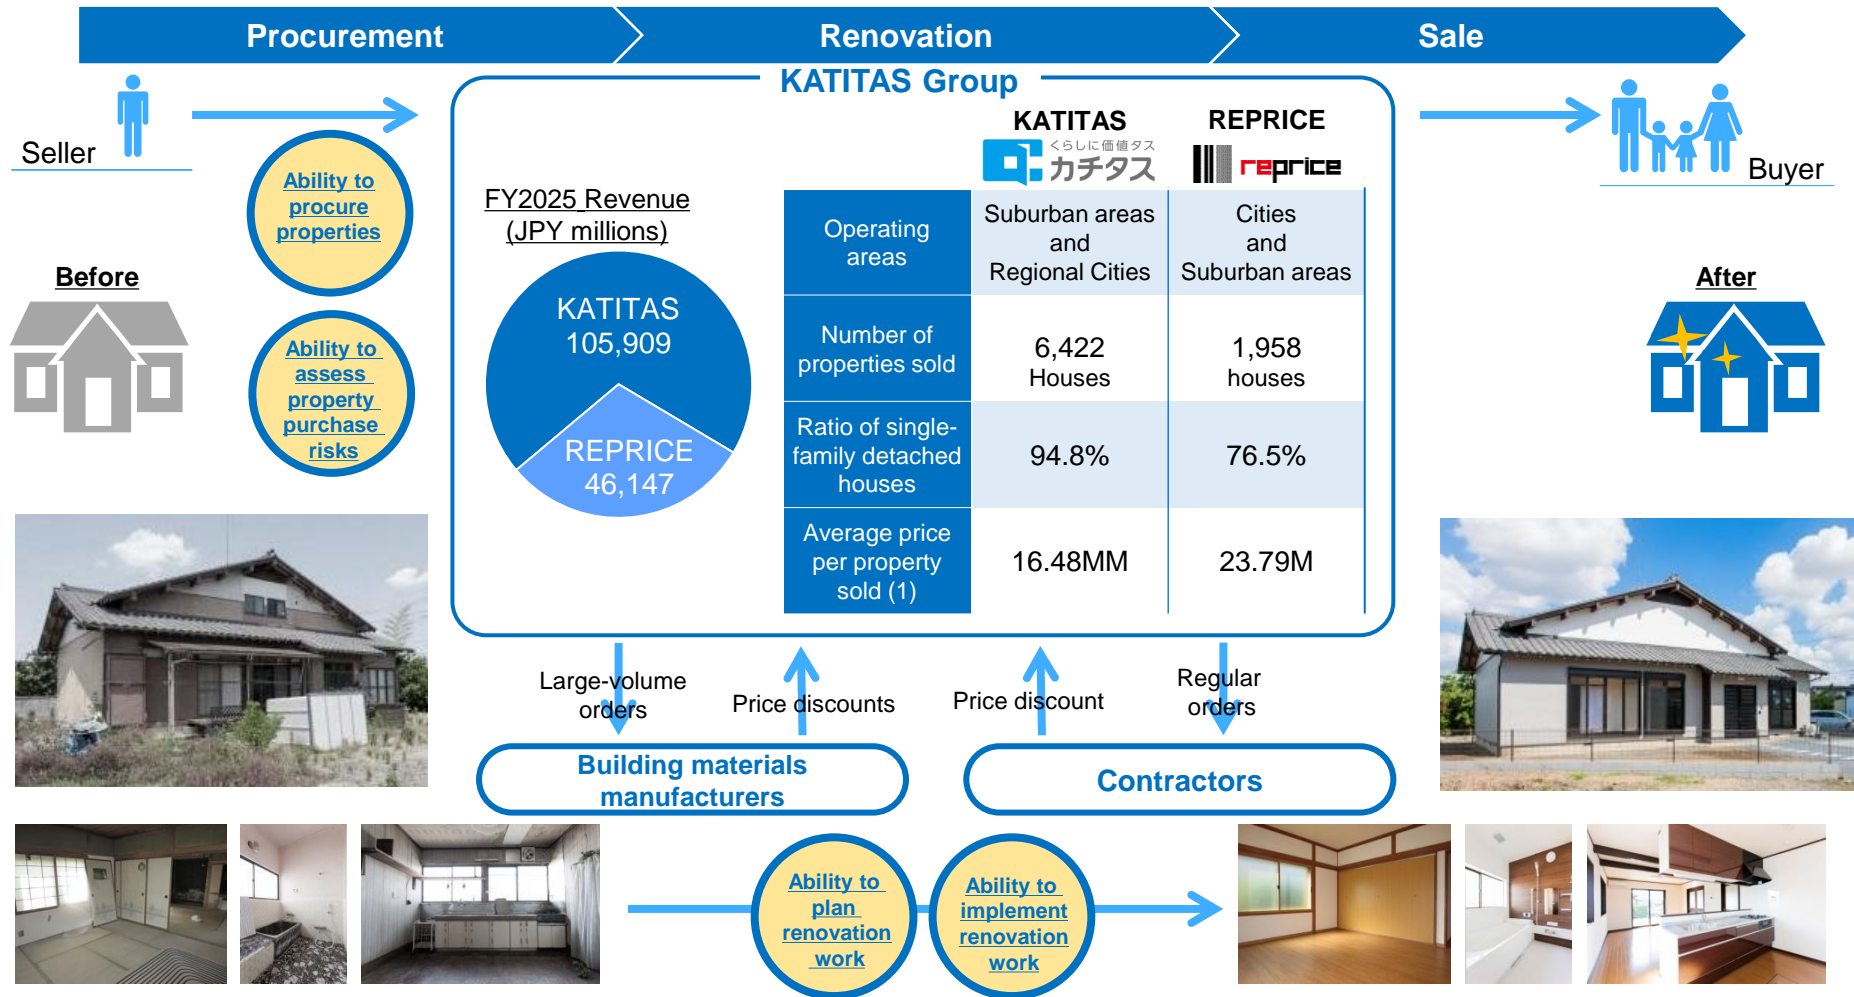 Procurement
Renovation
Sale
KATITAS Group
Seller
Buyer
Ability to
procure
properties
Before
Ability to
assess
property
purchase
risks
FY2025 Revenue
(JPY millions)
KATITAS
105,909
REPRICE
46,147
KATITAS
くらしに価値タス
カチタス
REPRICE
reprice
Operating
areas
Suburban areas
and
Regional Cities
Cities
and
Suburban areas
Number of
properties sold
6,422
Houses
1,958
houses
Ratio of single-
family detached
houses
94.8%
76.5%
Average price
per property
sold (1)
16.48MM
23.79M
After
Large-volume
orders
Price discounts
Price discount
Regular
orders
Building materials
manufacturers
Contractors
Ability to
plan
renovation
work
Ability to
implement
renovation
work